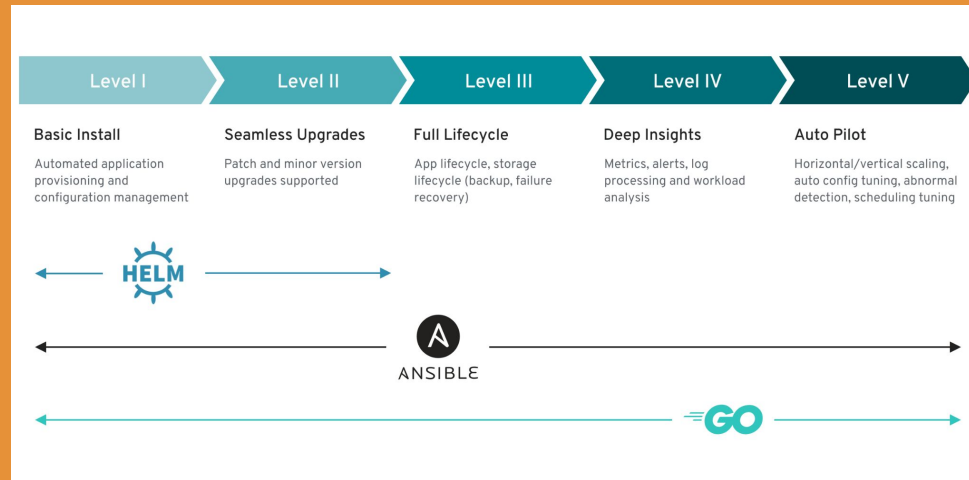 Level I
Level II
Level III
Level IV
Level V
Basic Install
Automated application
provisioning and
configuration management
Seamless Upgrades
Patch and minor version
upgrades supported
Full Lifecycle
App lifecycle, storage
lifecycle (backup, failure
recovery)
Deep Insights
Metrics, alerts, log
processing and workload
analysis
Auto Pilot
Horizontal/vertical scaling,
auto config tuning, abnormal
detection, scheduling tuning
HELM
A
ANSIBLE
GO